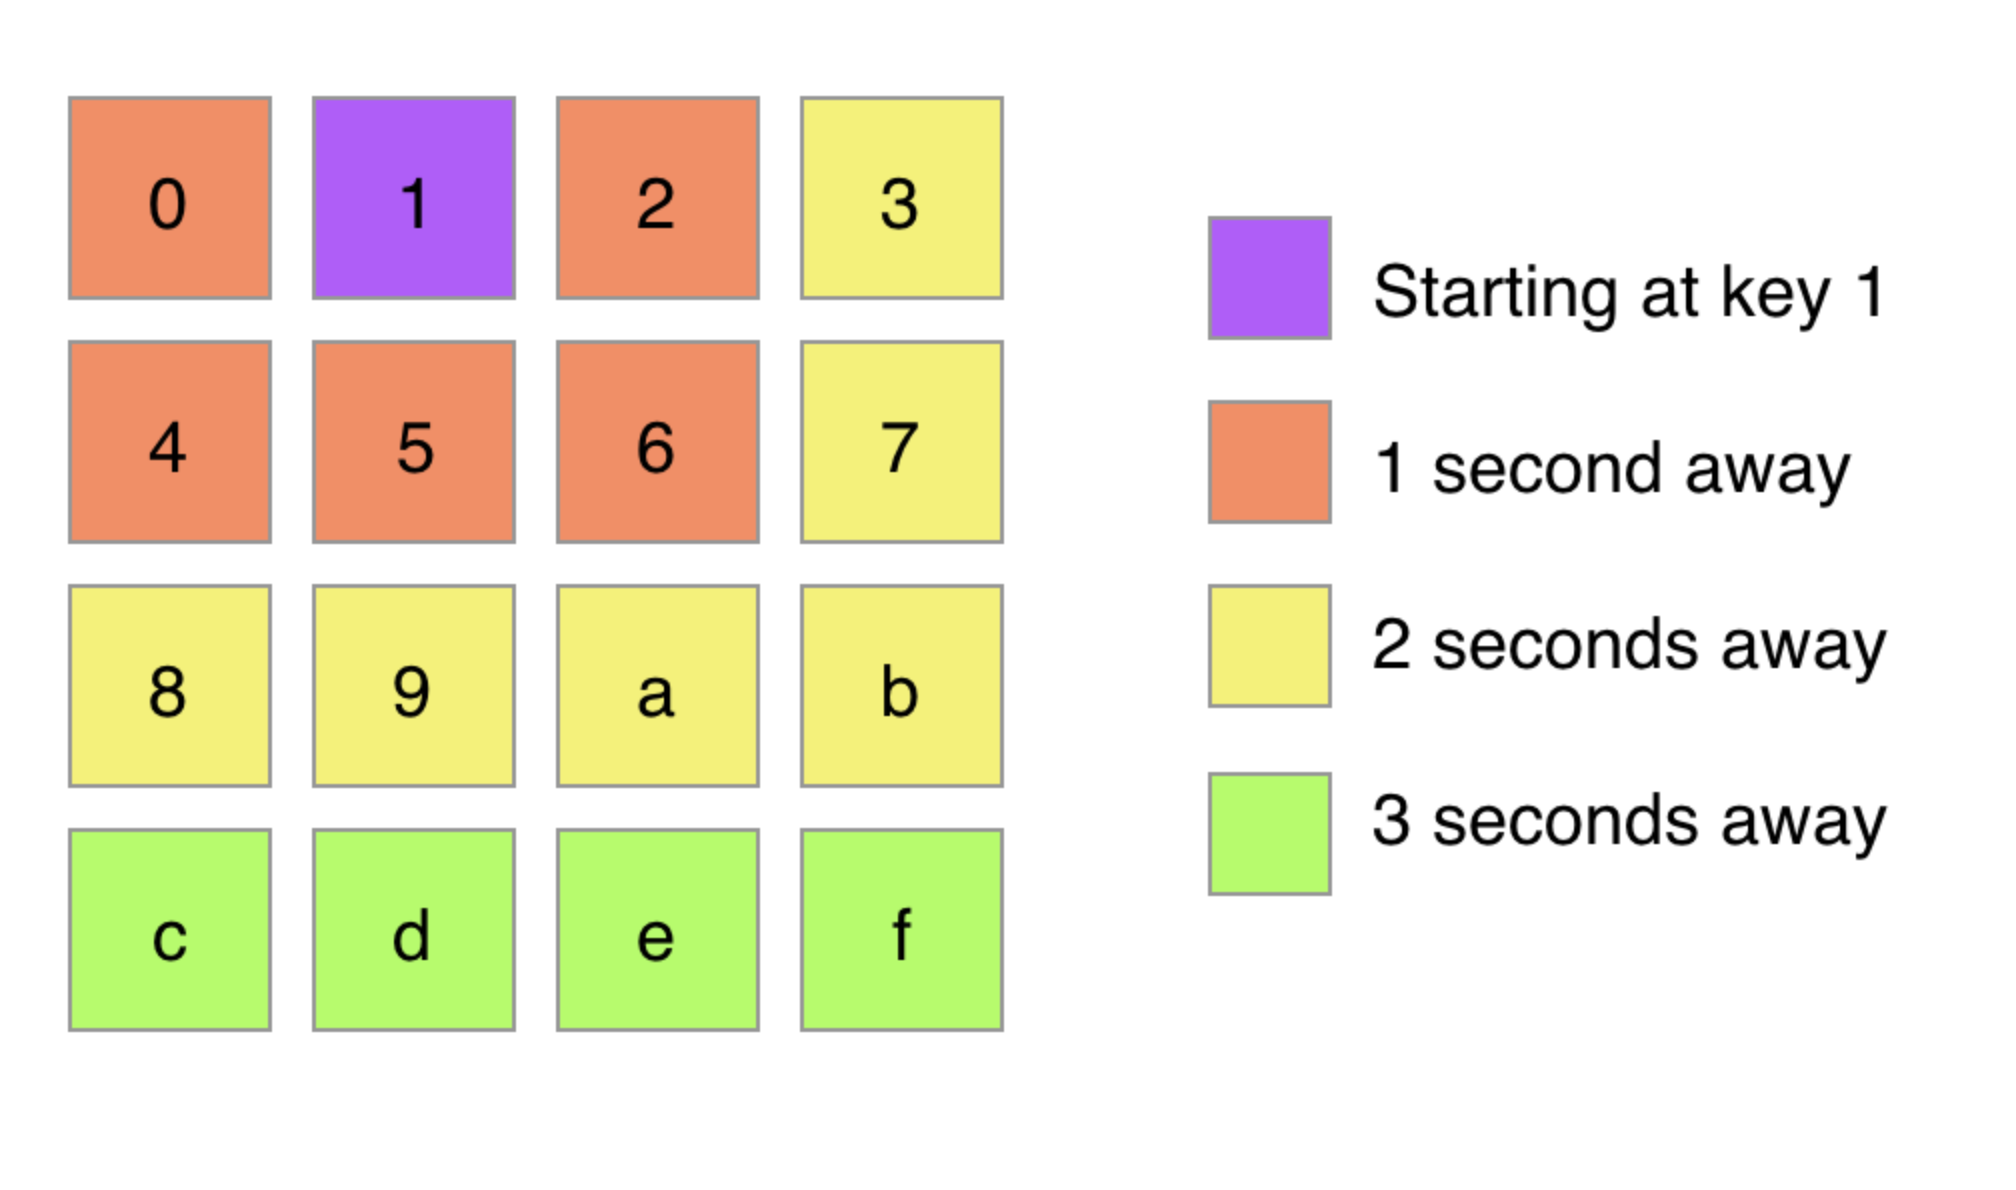 0 1 2 3
4 5 6 7
8 9 a b
c d e f
Starting at key 1
1 second away
2 seconds away
3 seconds away